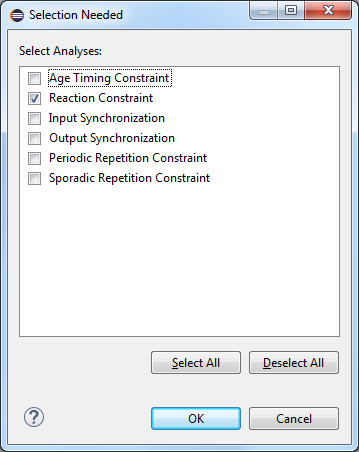 Selection Needed
Select Analyses:
Age Timing Constraint
Reaction Constraint
Input Synchronization
Output Synchronization
Periodic Repetition Constraint
Sporadic Repetition Constraint
Select All Deselect All
? OK Cancel